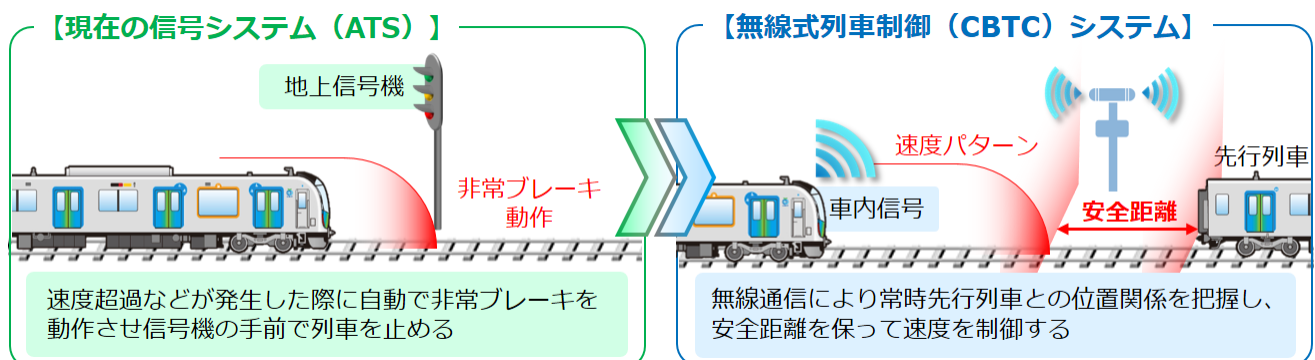 【現在の信号システム（ATS）】
地上信号機
非常ブレーキ
動作
速度超過などが発生した際に自動で非常ブレーキを
動作させ信号機の手前で列車を止める
【無線式列車制御（CBTC）システム】
速度パターン
先行列車
車内信号
安全距離
無線通信により常時先行列車との位置関係を把握し、
安全距離を保って速度を制御する